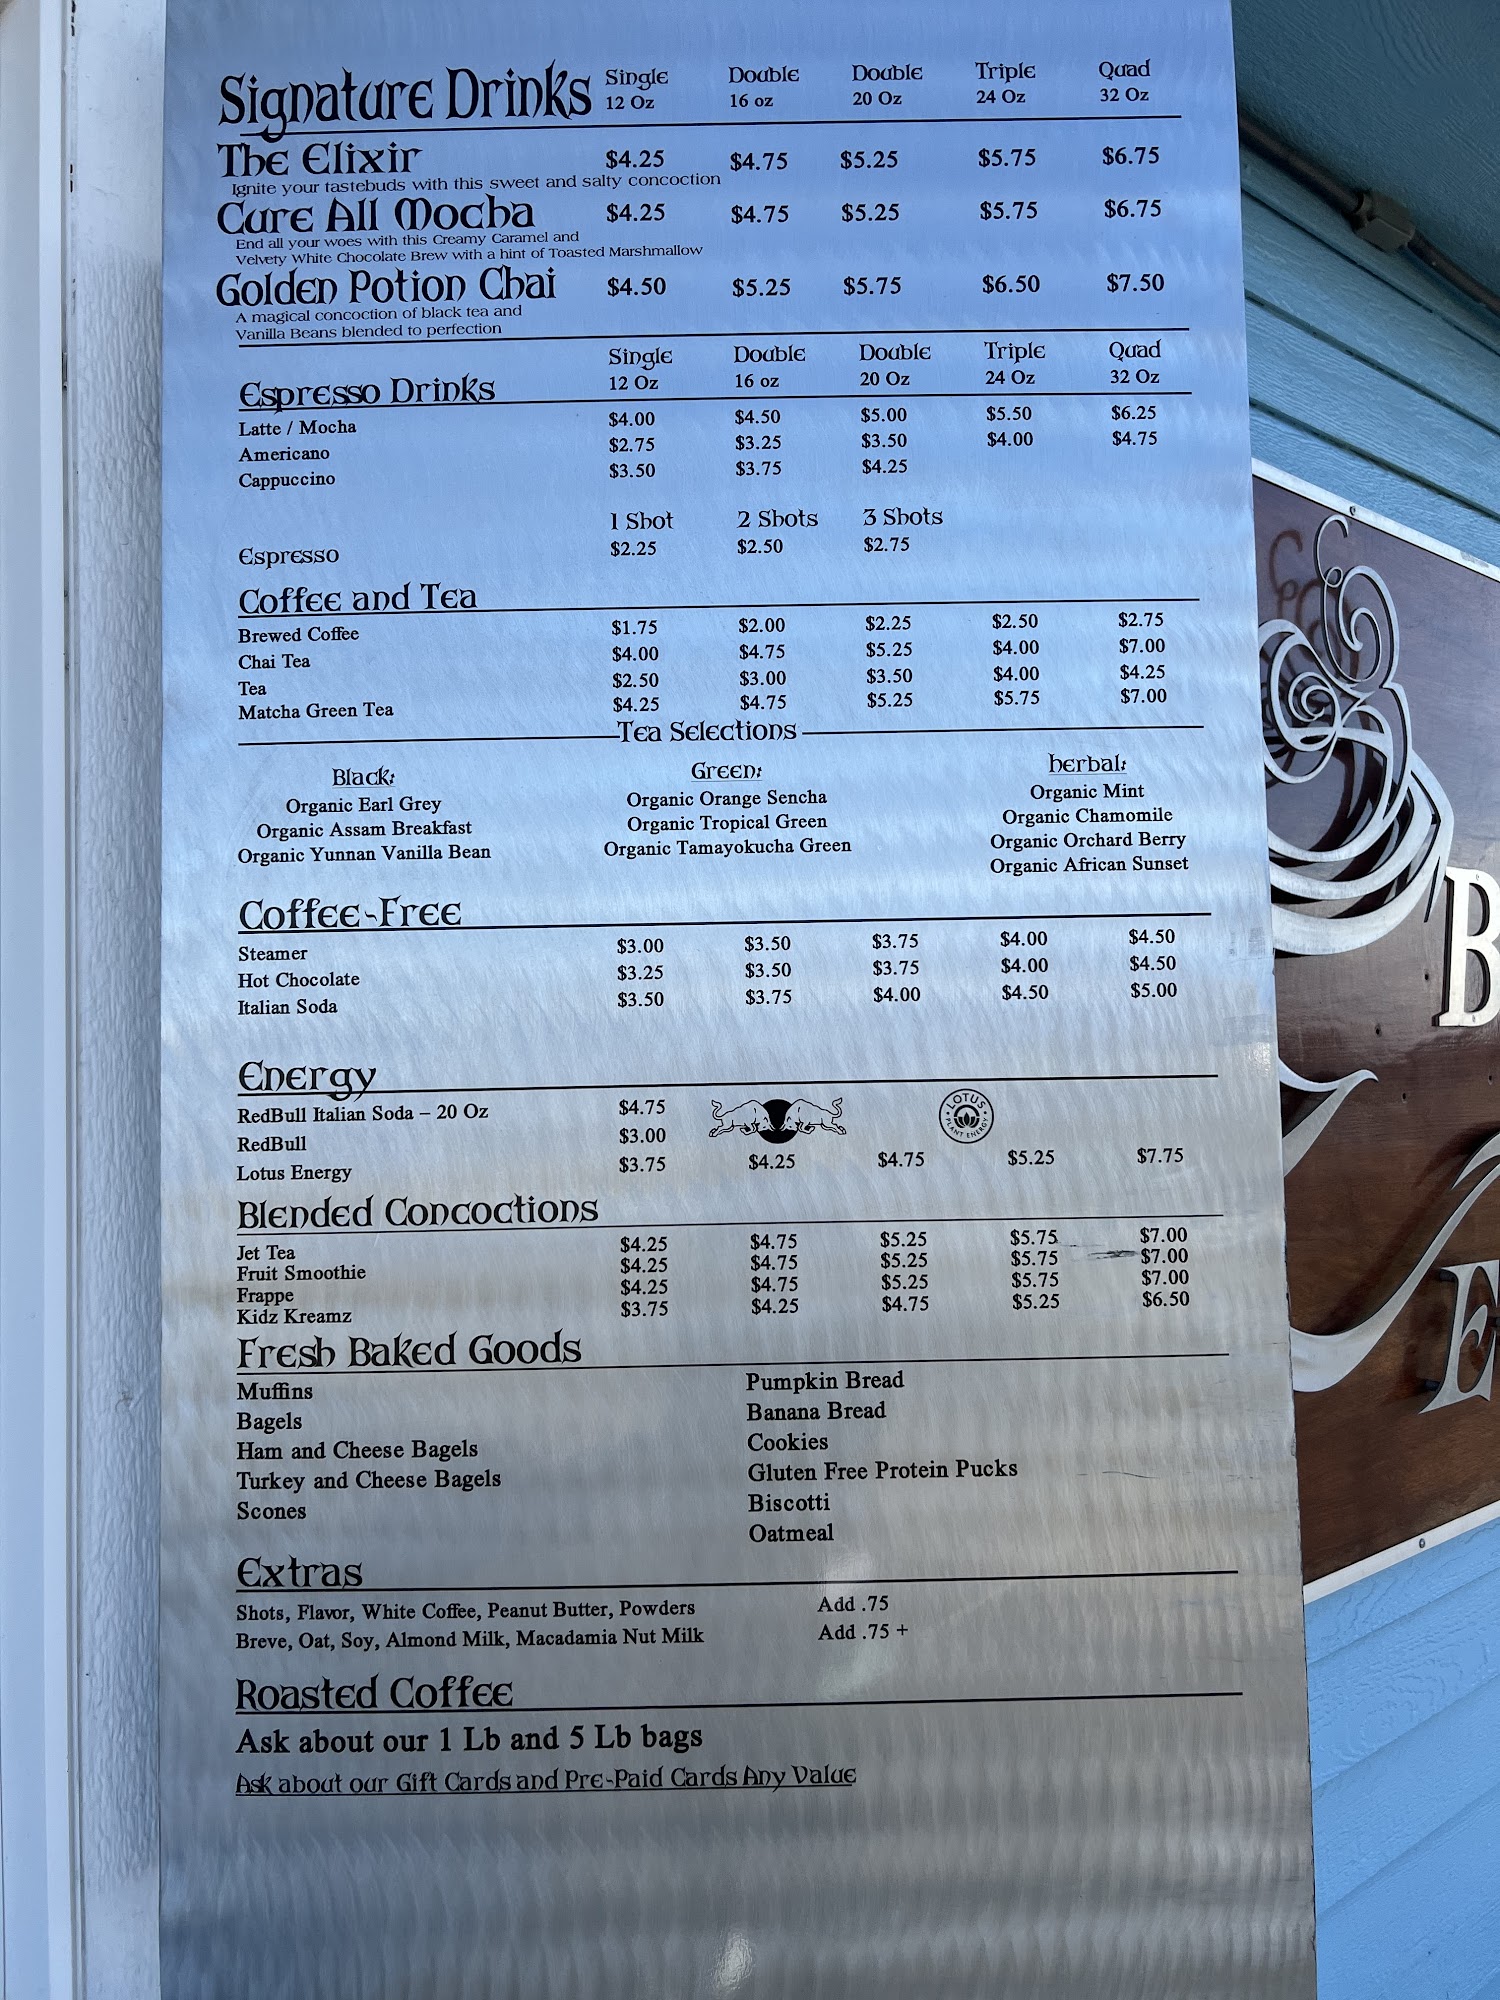 Signature Drinks Single Double Double Triple Quad
12 Oz 16 oz 20 Oz 24 Oz 32 Oz
The Elixir $4.25 $4.75 $5.25 $5.75 $6.75
Ignite your tastebuds with this sweet and salty concoction
Cure All Mocha $4.25 $4.75 $5.25 $5.75 $6.75
End all your woes with this Creamy Caramel and
Velvety White Chocolate Brew with a hint of Toasted Marshmallow
Golden Potion Chai $4.50 $5.25 $5.75 $6.50 $7.50
A magical concoction of black tea and
Vanilla Beans blended to perfection
Single Double Double Triple Quad
Espresso Drinks 12 Oz 16 oz 20 Oz 24 Oz 32 Oz
Latte / Mocha $4.00 $4.50 $5.00 $5.50 $6.25
Americano $2.75 $3.25 $3.50 $4.00 $4.75
Cappuccino $3.50 $3.75 $4.25
1 Shot 2 Shots 3 Shots
Espresso $2.25 $2.50 $2.75
Coffee and Tea
Brewed Coffee $1.75 $2.00 $2.25 $2.50 $2.75
Chai Tea $4.00 $4.75 $5.25 $4.00 $7.00
Tea $2.50 $3.00 $3.50 $4.00 $4.25
Matcha Green Tea $4.25 $4.75 $5.25 $5.75 $7.00
Tea Selections
Black: Green: Herbal:
Organic Earl Grey Organic Orange Sencha Organic Mint
Organic Assam Breakfast Organic Tropical Green Organic Chamomile
Organic Yunnan Vanilla Bean Organic Tamayokucha Green Organic Orchard Berry
Organic African Sunset
Coffee-Free
Steamer $3.00 $3.50 $3.75 $4.00 $4.50
Hot Chocolate $3.25 $3.50 $3.75 $4.00 $4.50
Italian Soda $3.50 $3.75 $4.00 $4.50 $5.00
Energy
RedBull Italian Soda – 20 Oz $4.75
LOTUS PLANT ENERGY
RedBull $3.00
Lotus Energy $3.75 $4.25 $4.75 $5.25 $7.75
Blended Concoctions
Jet Tea $4.25 $4.75 $5.25 $5.75 $7.00
Fruit Smoothie $4.25 $4.75 $5.25 $5.75 $7.00
Frappe $4.25 $4.75 $5.25 $5.75 $7.00
Kidz Kreamz $3.75 $4.25 $4.75 $5.25 $6.50
Fresh Baked Goods
Muffins Pumpkin Bread
Bagels Banana Bread
Ham and Cheese Bagels Cookies
Turkey and Cheese Bagels Gluten Free Protein Pucks
Scones Biscotti
Oatmeal
Extras
Shots, Flavor, White Coffee, Peanut Butter, Powders Add .75
Breve, Oat, Soy, Almond Milk, Macadamia Nut Milk Add .75 +
Roasted Coffee
Ask about our 1 Lb and 5 Lb bags
Ask about our Gift Cards and Pre-Paid Cards Any Value
B
E